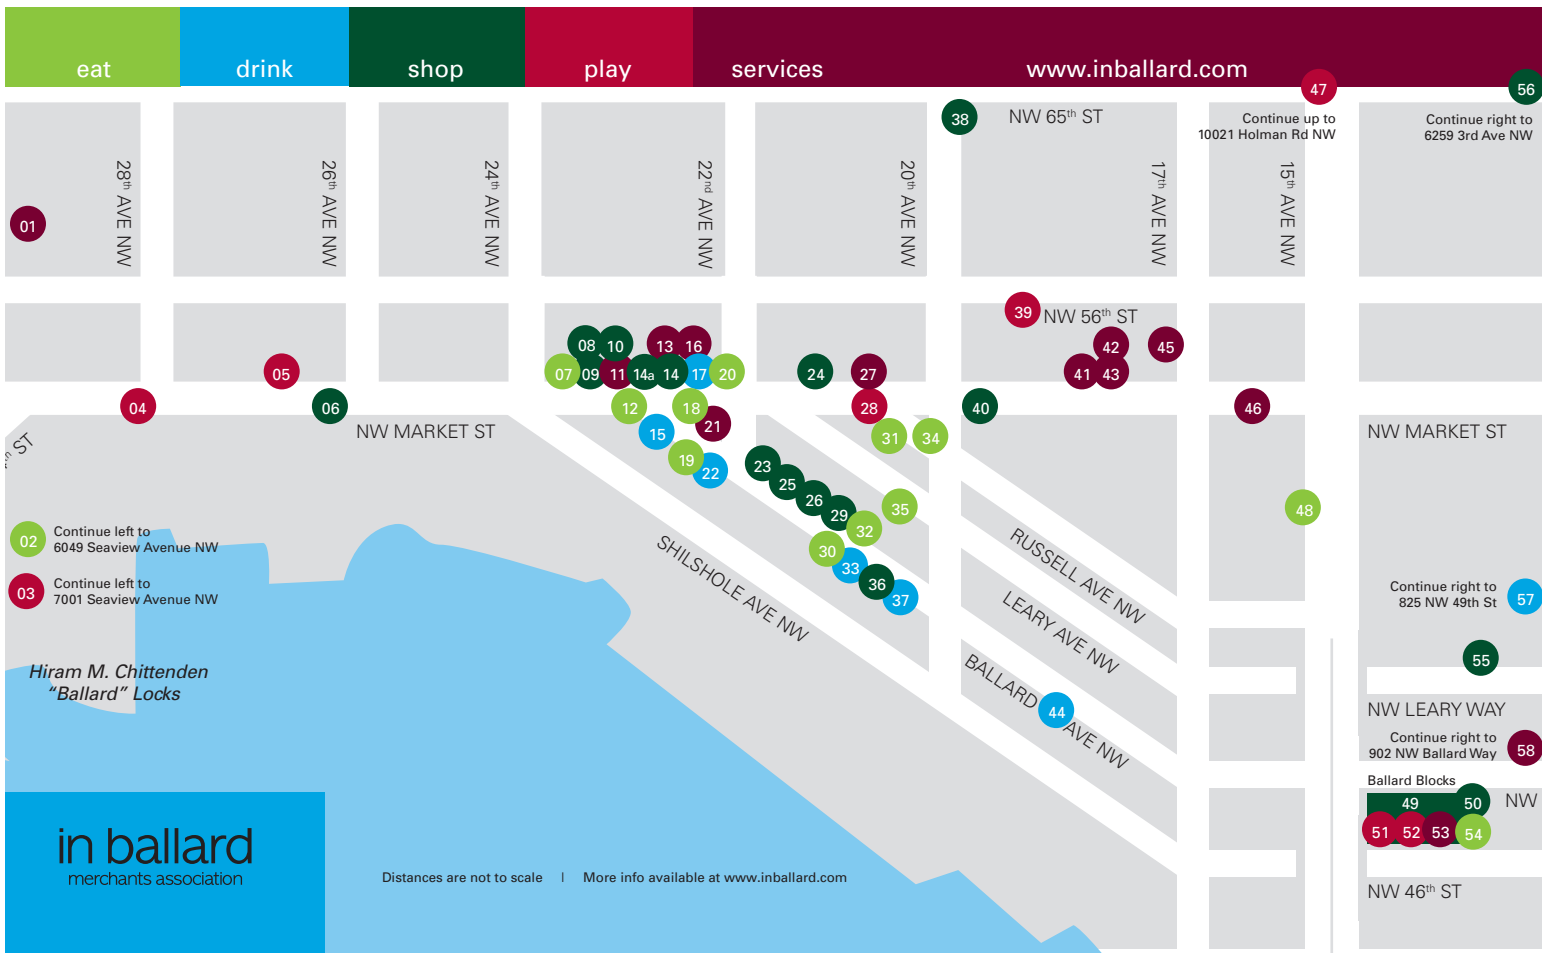 eat
drink
shop
play
services
www.inballard.com
47
56
38
NW 65th ST
Continue up to
10021 Holman Rd NW
Continue right to
6259 3rd Ave NW
28th AVE NW
26th AVE NW
24th AVE NW
22nd AVE NW
20th AVE NW
17th AVE NW
15th AVE NW
01
39
NW 56th ST
08
10
13
16
42
45
05
07
09
11
14a
14
17
20
24
27
41
43
04
06
12
18
28
40
46
21
15
31
34
NW MARKET ST
NW MARKET ST
th ST
19
22
23
25
26
29
35
32
48
02
Continue left to
6049 Seaview Avenue NW
30
33
36
37
03
Continue left to
7001 Seaview Avenue NW
SHILSHOLE AVE NW
RUSSELL AVE NW
LEARY AVE NW
BALLARD
44
AVE NW
Continue right to
825 NW 49th St
57
55
Hiram M. Chittenden
“Ballard” Locks
NW LEARY WAY
Continue right to
902 NW Ballard Way
58
Ballard Blocks
49
50
NW
51
52
53
54
NW 46th ST
in ballard
merchants association
Distances are not to scale | More info available at www.inballard.com